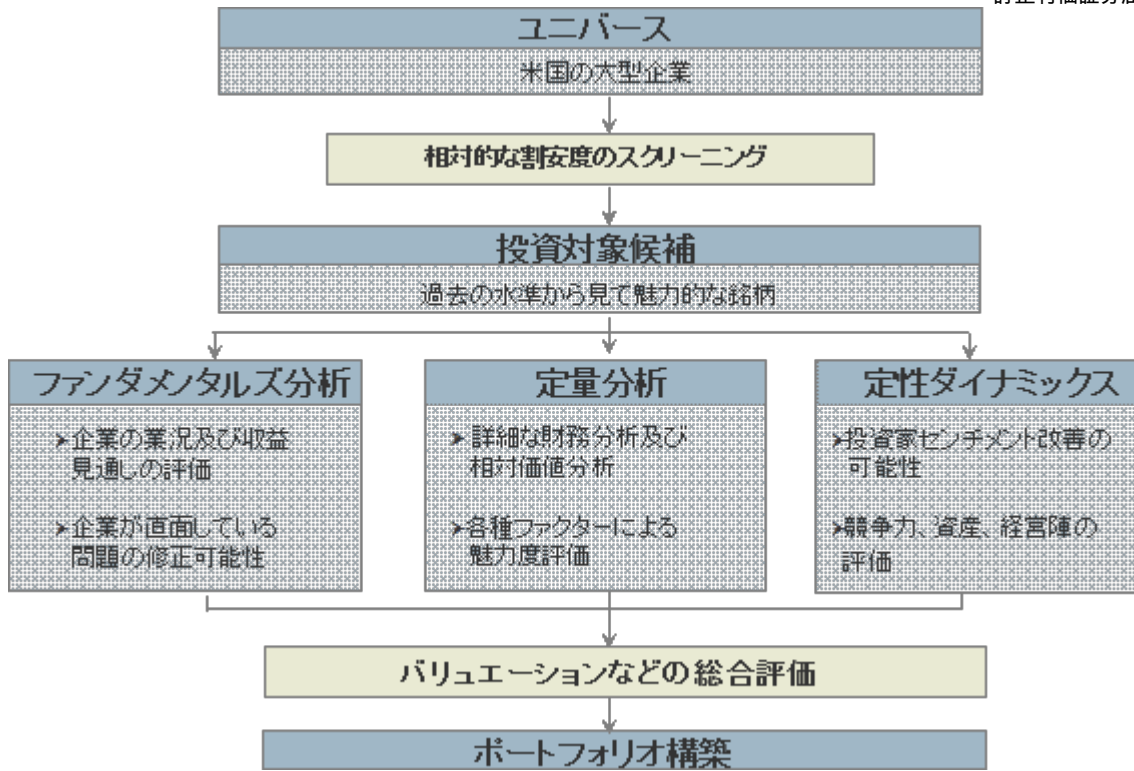 ユニバース
米国の大型企業
相対的な割安度のスクリーニング
投資対象候補
過去の水準から見て魅力的な銘柄
ファンダメンタルズ分析
➤企業の業況及び収益
見通しの評価
➤企業が直面している
問題の修正可能性
定量分析
➤詳細な財務分析及び
相対価値分析
➤各種ファクターによる
魅力度評価
定性ダイナミックス
➤投資家センチメント改善の
可能性
➤競争力、資産、経営陣の
評価
バリュエーションなどの総合評価
ポートフォリオ構築